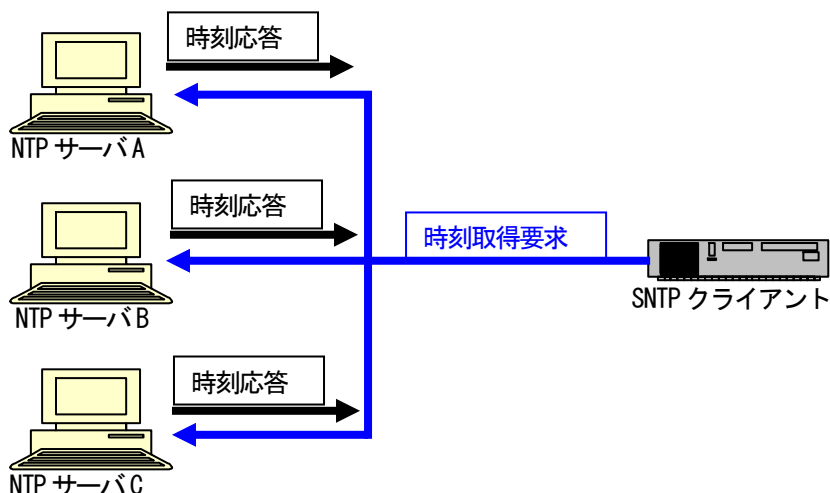 時刻応答
NTP サーバ A
時刻応答
時刻取得要求
NTP サーバ B
SNTP クライアント
時刻応答
NTP サーバ C